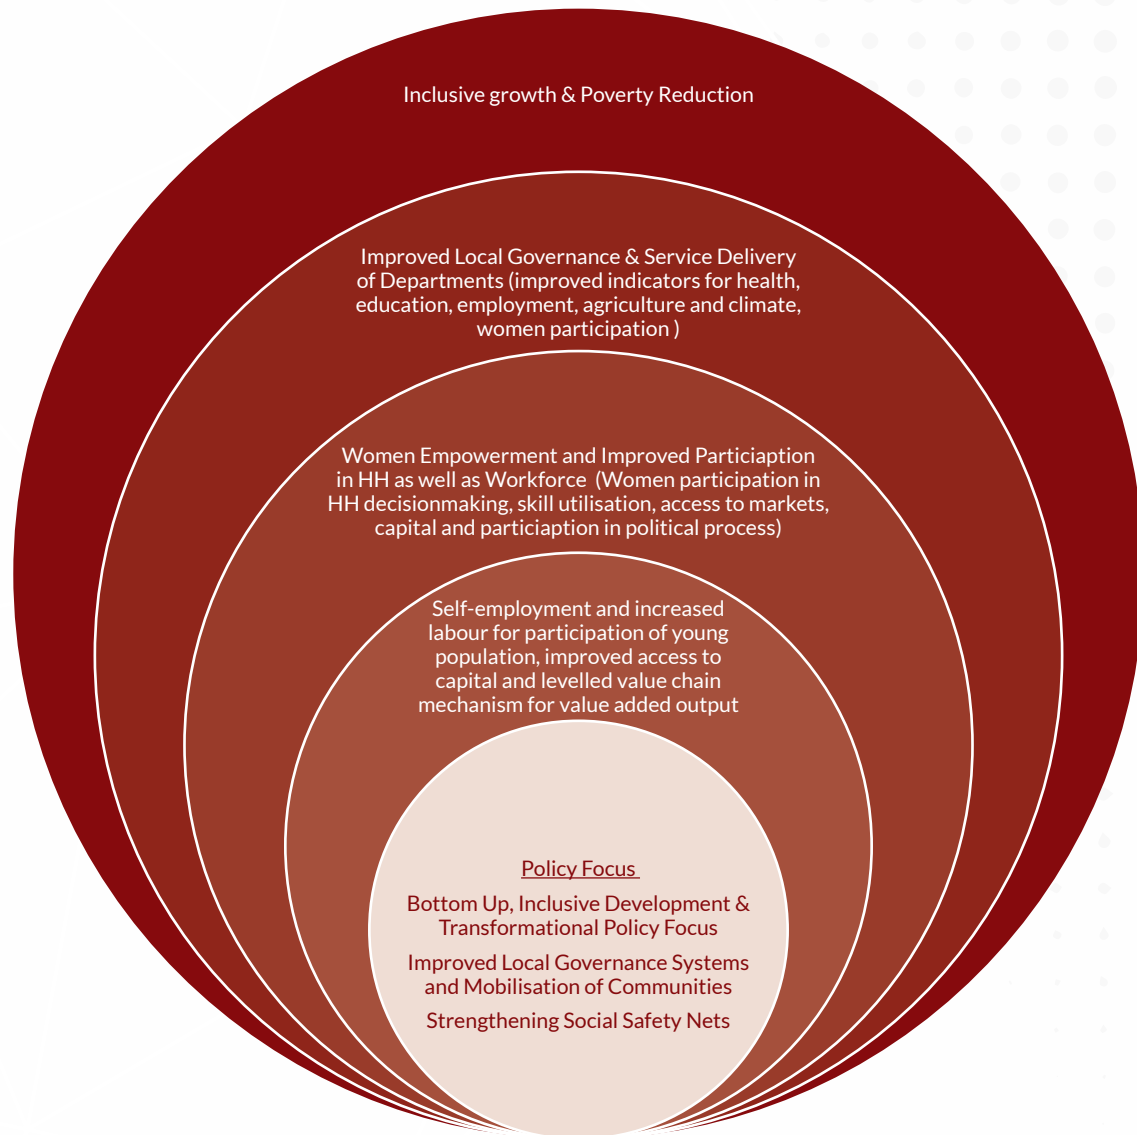 Inclusive growth & Poverty Reduction
Improved Local Governance & Service Delivery
of Departments (improved indicators for health,
education, employment, agriculture and climate,
women participation )
Women Empowerment and Improved Particiaption
in HH as well as Workforce  (Women participation in
HH decisionmaking, skill utilisation, access to markets,
capital and particiaption in political process)
Self-employment and increased
labour for participation of young
population, improved access to
capital and levelled value chain
mechanism for value added output
Policy Focus
Bottom Up, Inclusive Development &
Transformational Policy Focus
Improved Local Governance Systems
and Mobilisation of Communities
Strengthening Social Safety Nets